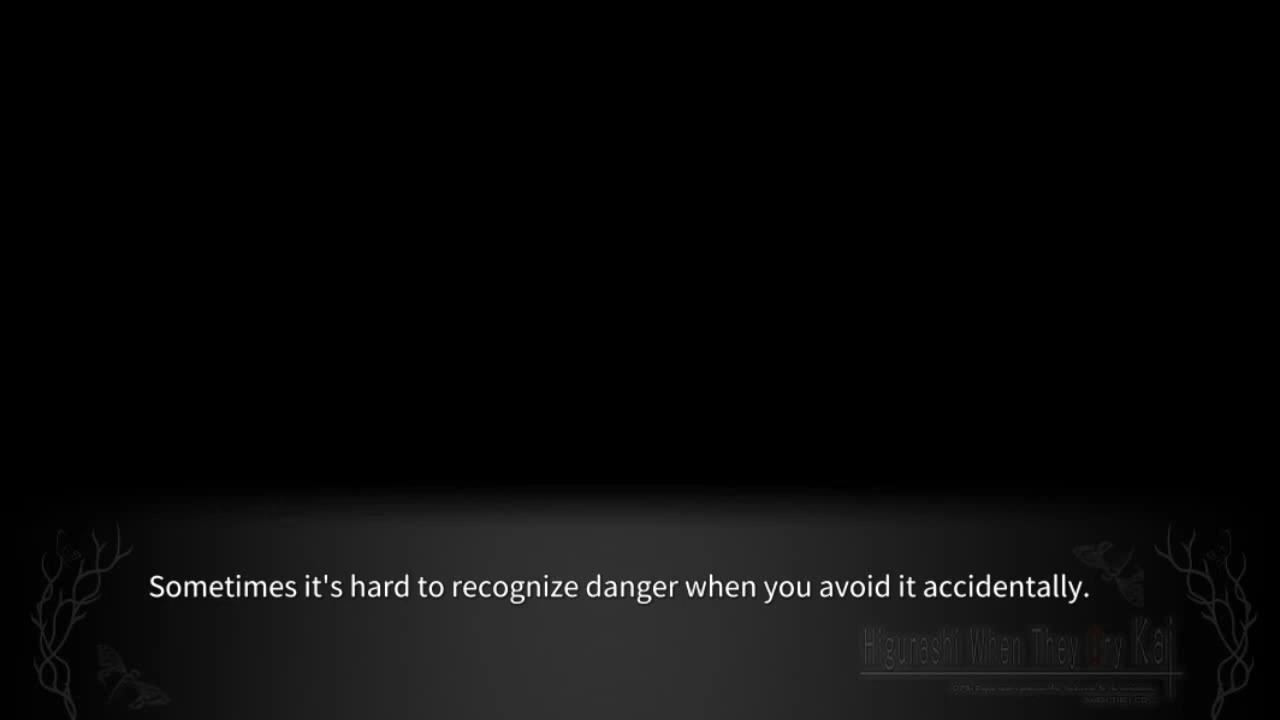 Sometimes it's hard to recognize danger when you avoid it accidentally.
Higurashi When They Cry Kai